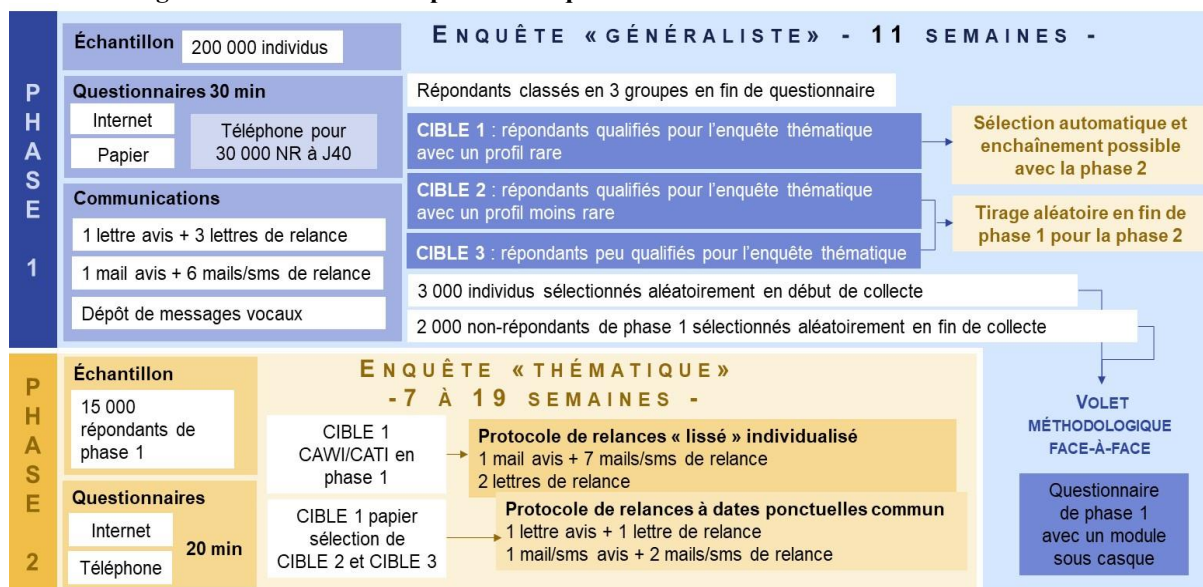 PHASE 1
Échantillon
200 000 individus
Questionnaires 30 min
Internet
Papier
Téléphone pour
30 000 NR à J40
Communications
1 lettre avis + 3 lettres de relance
1 mail avis + 6 mails/sms de relance
Dépôt de messages vocaux
ENQUÊTE « GÉNÉRALISTE» - 11 SEMAINES -
Répondants classés en 3 groupes en fin de questionnaire
CIBLE 1 : répondants qualifiés pour l'enquête thématique
avec un profil rare
CIBLE 2 : répondants qualifiés pour l'enquête thématique
avec un profil moins rare
CIBLE 3 : répondants peu qualifiés pour l'enquête thématique
Sélection automatique et
enchaînement possible
avec la phase 2
Tirage aléatoire en fin de
phase 1 pour la phase 2
3 000 individus sélectionnés aléatoirement en début de collecte
2 000 non-répondants de phase 1 sélectionnés aléatoirement en fin de collecte
VOLET
MÉTHODOLOGIQUE
FACE-À-FACE
Questionnaire
de phase 1
avec un module
sous casque
PHASE 2
Échantillon
15 000
répondants de
phase 1
Questionnaires
Internet
Téléphone
20 min
ENQUÊTE « THÉMATIQUE»
-7 À 19 SEMAINES -
CIBLE 1
CAWI/CATI en
phase 1
Protocole de relances « lissé » individualisé
1 mail avis + 7 mails/sms de relance
2 lettres de relance
CIBLE 1 papier
sélection de
CIBLE 2 et CIBLE 3
Protocole de relances à dates ponctuelles commun
1 lettre avis + 1 lettre de relance
1 mail/sms avis + 2 mails/sms de relance